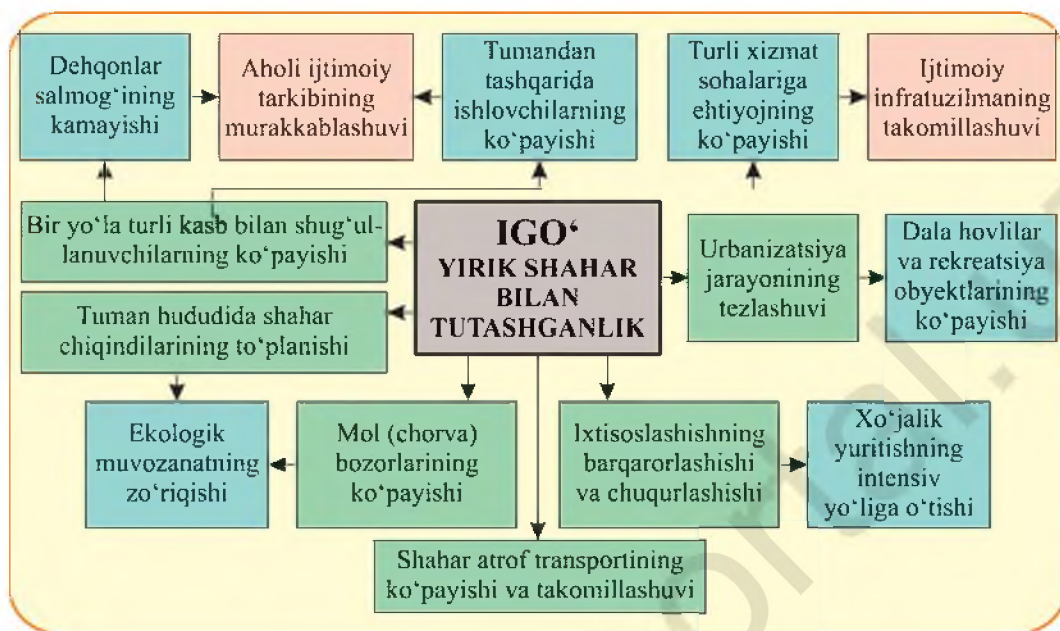 Dehqonlar
salmog‘ining
kamayishi
Aholi ijtimoiy
tarkibining
murakkablashuvi
Tumandan
tashqarida
ishlovchilarning
ko‘payishi
Turli xizmat
sohalariga
ehtiyojning
ko‘payishi
Ijtimoiy
infratuzilmaning
takomillashuvi
Bir yo‘la turli kasb bilan shug‘ul-
lanuvchilarning ko‘payishi
IGO‘
YIRIK SHAHAR
BILAN
TUTASHGANLIK
Urbanizatsiya
jarayonining
tezlashuvi
Dala hovlilar
va rekreatsiya
obyektlarining
ko‘payishi
Tuman hududida shahar
chiqindilarining to‘planishi
Ekologik
muvozanatning
zo‘riqishi
Mol (chorva)
bozorlarining
ko‘payishi
Ixtisoslashishning
barqarorlashishi
va chuqurlashishi
Xo‘jalik
yuritishning
intensiv
yo‘liga o‘tishi
Shahar atrof transportining
ko‘payishi va takomillashuvi